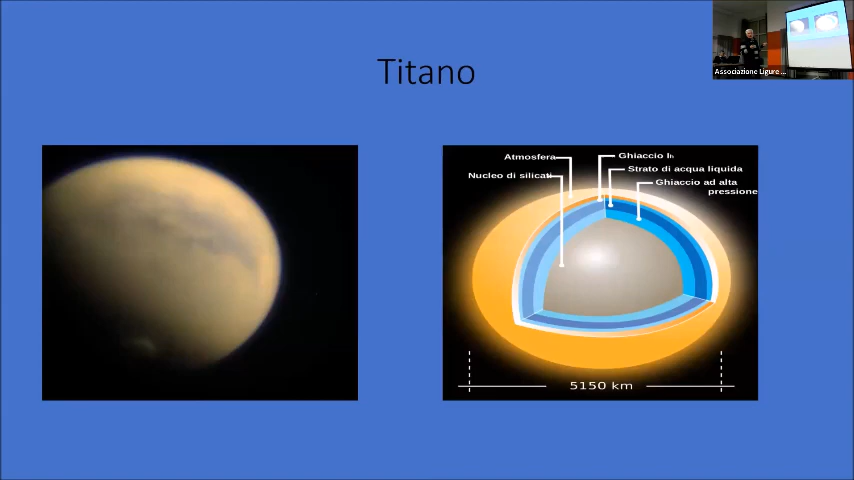 Associazione Ligure ...
Titano
Atmosfera
Ghiaccio Ih
Nucleo di silicati
Strato di acqua liquida
Ghiaccio ad alta
pressione
5150 km